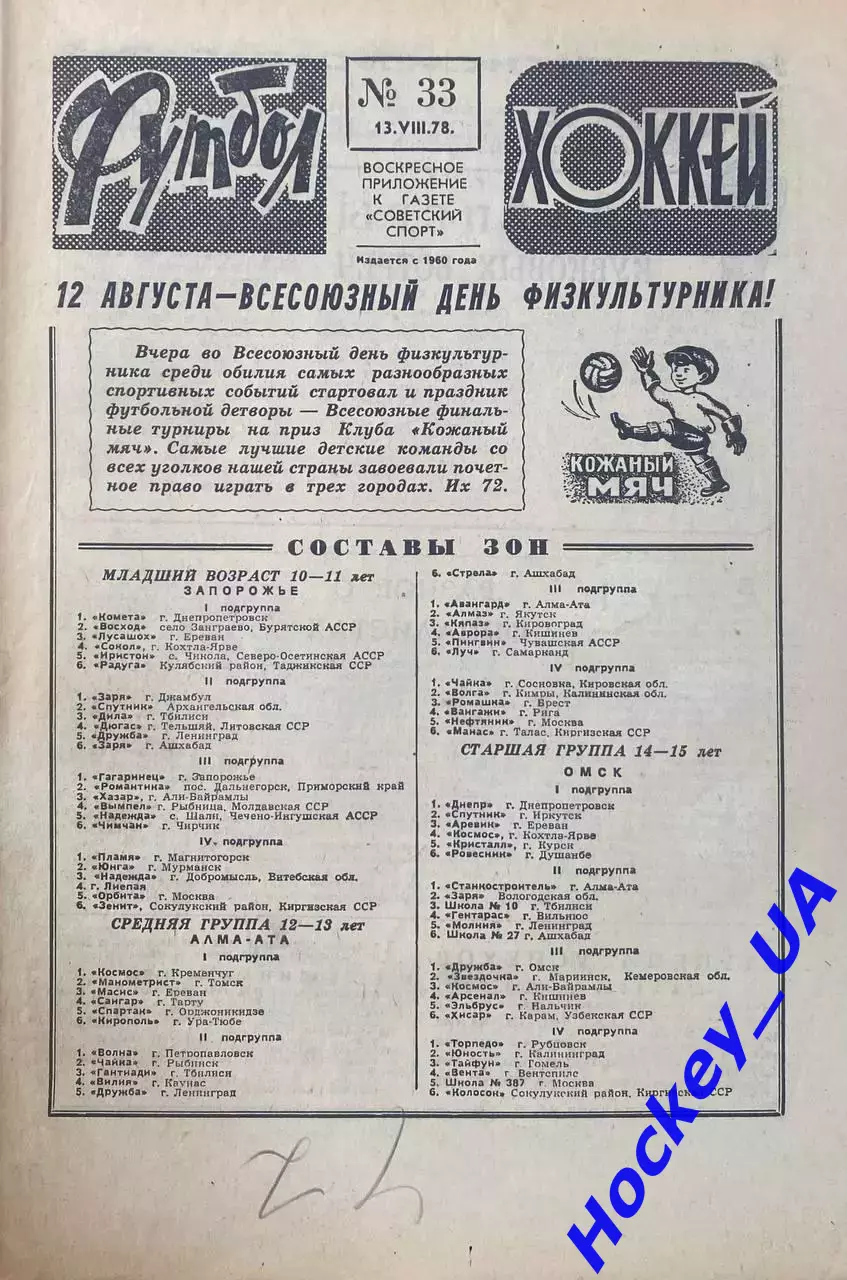 Футбол
№ 33
13.VIII.78.
ВОСКРЕСНОЕ
ПРИЛОЖЕНИЕ
К ГАЗЕТЕ
«СОВЕТСКИЙ
СПОРТ»
Издается с 1960 года
ХОККЕЙ
12 АВГУСТА—ВСЕСОЮЗНЫЙ ДЕНЬ ФИЗКУЛЬТУРНИКА!
Вчера во Всесоюзный день физкультур-
ника среди обилия самых разнообразных
спортивных событий стартовал и праздник
футбольной детворы — Всесоюзные финаль-
ные турниры на приз Клуба «Кожаный
мяч». Самые лучшие детские команды со
всех уголков нашей страны завоевали почет-
ное право играть в трех городах. Их 72.
КОЖАНЫЙ
МЯЧ
СОСТАВЫ ЗОН
МЛАДШИЙ ВОЗРАСТ 10—11 лет
ЗАПОРОЖЬЕ
I подгруппа
1. «Комета» г. Днепропетровск
2. «Восход» село Заиграево, Бурятской АССР
3. «Лусашох» г. Ереван
4. «Сокол», г. Кохтла-Ярве
5. «Иристон» с. Чикола, Северо-Осетинская АССР
6. «Радуга» Кулябский район, Таджикская ССР
II подгруппа
1. «Заря» г. Джамбул
2. «Спутник» Архангельская обл.
3. «Дила» г. Тбилиси
4. «Дюгас» г. Тельшяй, Литовская ССР
5. «Дружба» г. Ленинград
6. «Заря» г. Ашхабад
III подгруппа
1. «Гагаринец» г. Запорожье
2. «Романтика» пос. Дальнегорск, Приморский край
3. «Хазар», г. Али-Байрамлы
4. «Вымпел» г. Рыбница, Молдавская ССР
5. «Надежда» с. Шали, Чечено-Ингушская АССР
6. «Чимчан» г. Чирчик
IV. подгруппа
1. «Пламя» г. Магнитогорск
2. «Юнга» г. Мурманск
3. «Надежда» г. Добромысль, Витебская обл.
4. г. Лиепая
5. «Орбита» г. Москва
6. «Зенит», Сокулукский район, Киргизская ССР
СРЕДНЯЯ ГРУППА 12—13 лет
АЛМА-АТА
I подгруппа
1. «Космос» г. Кременчуг
2. «Манометрист» г. Томск
3. «Масис» г. Ереван
4. «Сангар» г. Тарту
5. «Спартак» г. Орджоникидзе
6. «Кирополь» г. Ура-Тюбе
II подгруппа
1. «Волна» г. Петропавловск
2. «Чайка» г. Рыбинск
3. «Гантиади» г. Тбилиси
4. «Вилия» г. Каунас
5. «Дружба» г. Ленинград
6. «Стрела» г. Ашхабад
III подгруппа
1. «Авангард» г. Алма-Ата
2. «Алмаз» г. Якутск
3. «Кяпаз» г. Кировоград
4. «Аврора» г. Кишинев
5. «Пингвин» Чувашская АССР
6. «Луч» г. Самарканд
IV подгруппа
1. «Чайка» г. Сосновка, Кировская обл.
2. «Волга» г. Кимры, Калининская обл.
3. «Ромашка» г. Брест
4. «Вангажи» г. Рига
5. «Нефтяник» г. Москва
6. «Манас» г. Талас, Киргизская ССР
СТАРШАЯ ГРУППА 14—15 лет
ОМСК
I подгруппа
1. «Днепр» г. Днепропетровск
2. «Спутник» г. Иркутск
3. «Аревик» г. Ереван
4. «Космос», г. Кохтла-Ярве
5. «Кристалл», г. Курск
6. «Ровесник» г. Душанбе
II подгруппа
1. «Станкостроитель» г. Алма-Ата
2. «Заря» Вологодская обл.
3. Школа № 10 г. Тбилиси
4. «Гентарас» г. Вильнюс
5. «Молния» г. Ленинград
6. Школа № 27 г. Ашхабад
III подгруппа
1. «Дружба» г. Омск
2. «Звездочка» г. Мариинск, Кемеровская обл.
3. «Космос» г. Али-Байрамлы
4. «Арсенал» г. Кишинев
5. «Эльбрус» г. Нальчик
6. «Хисар» г. Карам, Узбекская ССР
IV подгруппа
1. «Торпедо» г. Рубцовск
2. «Юность» г. Калининград
3. «Тайфун» г. Гомель
4. «Вента» г. Вентспилс
5. Школа № 387 г. Москва
6. «Колосок» Сокулукский район, Киргизская ССР
Hockey_UA